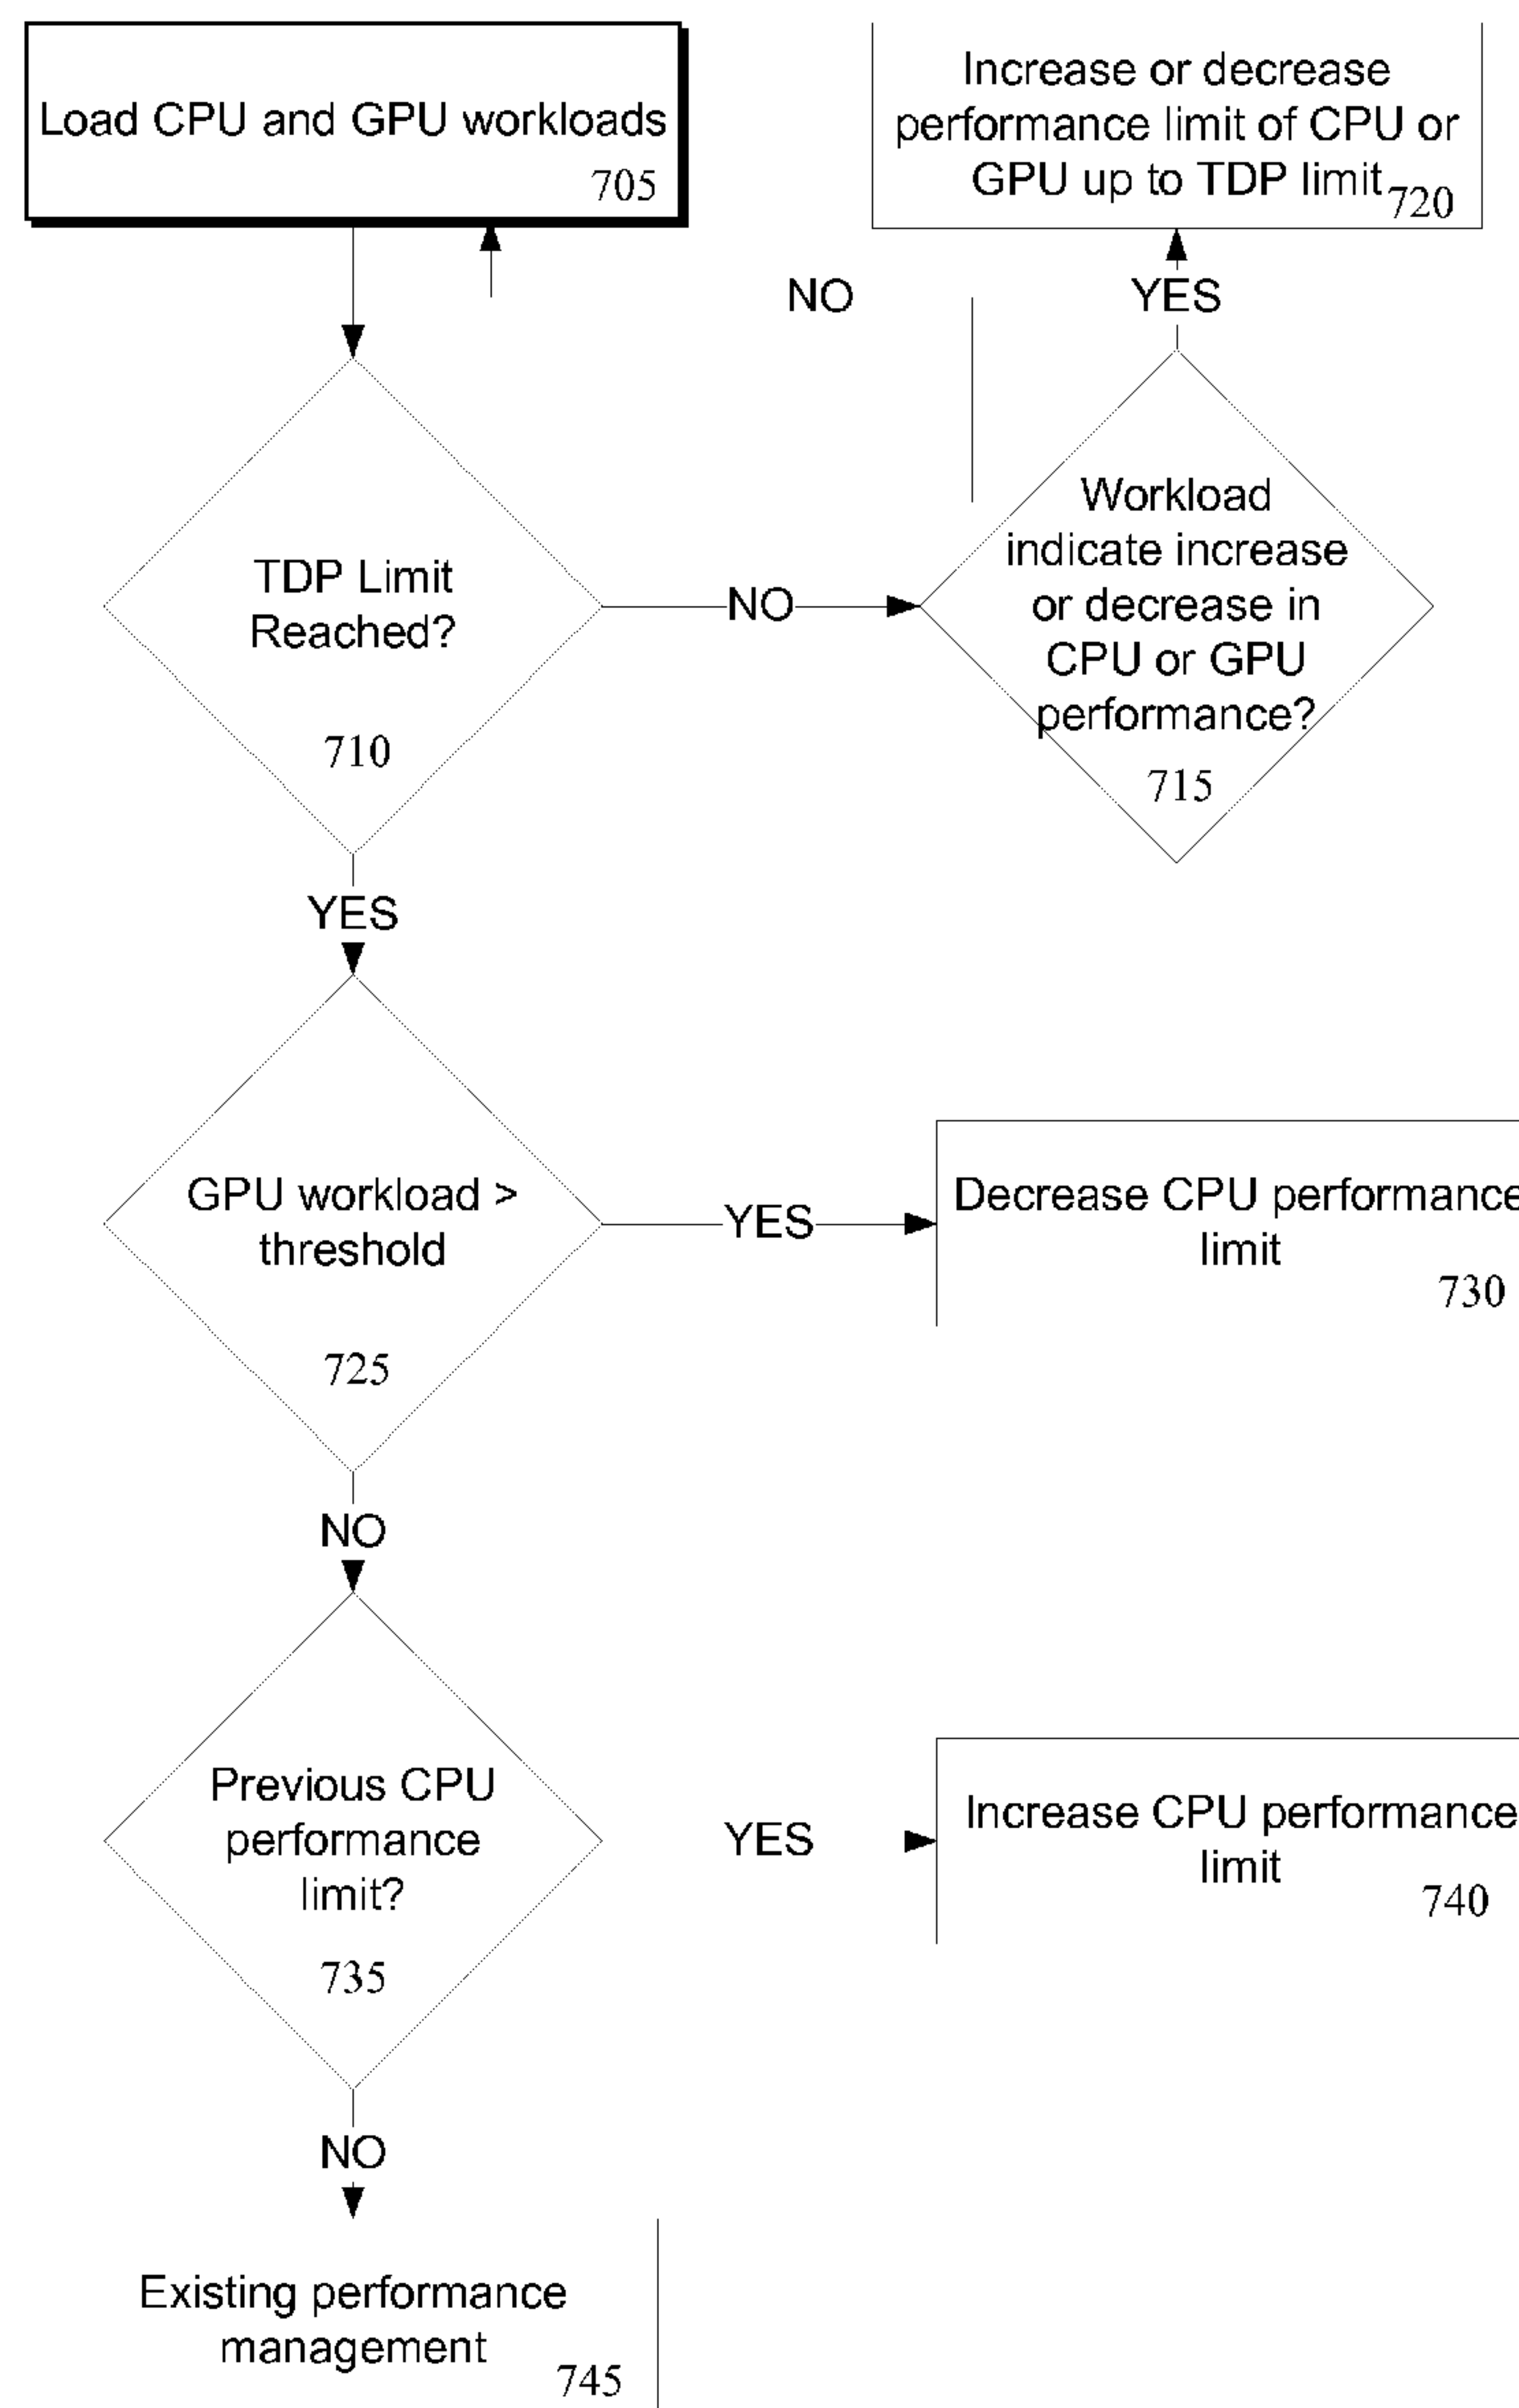 Load CPU and GPU workloads
705
Increase or decrease
performance limit of CPU or
GPU up to TDP limit
720
NO
YES
TDP Limit
Reached?
710
NO
Workload
indicate increase
or decrease in
CPU or GPU
performance?
715
YES
GPU workload >
threshold
725
YES
Decrease CPU performance
limit
730
NO
Previous CPU
performance
limit?
735
YES
Increase CPU performance
limit
740
NO
Existing performance
management
745